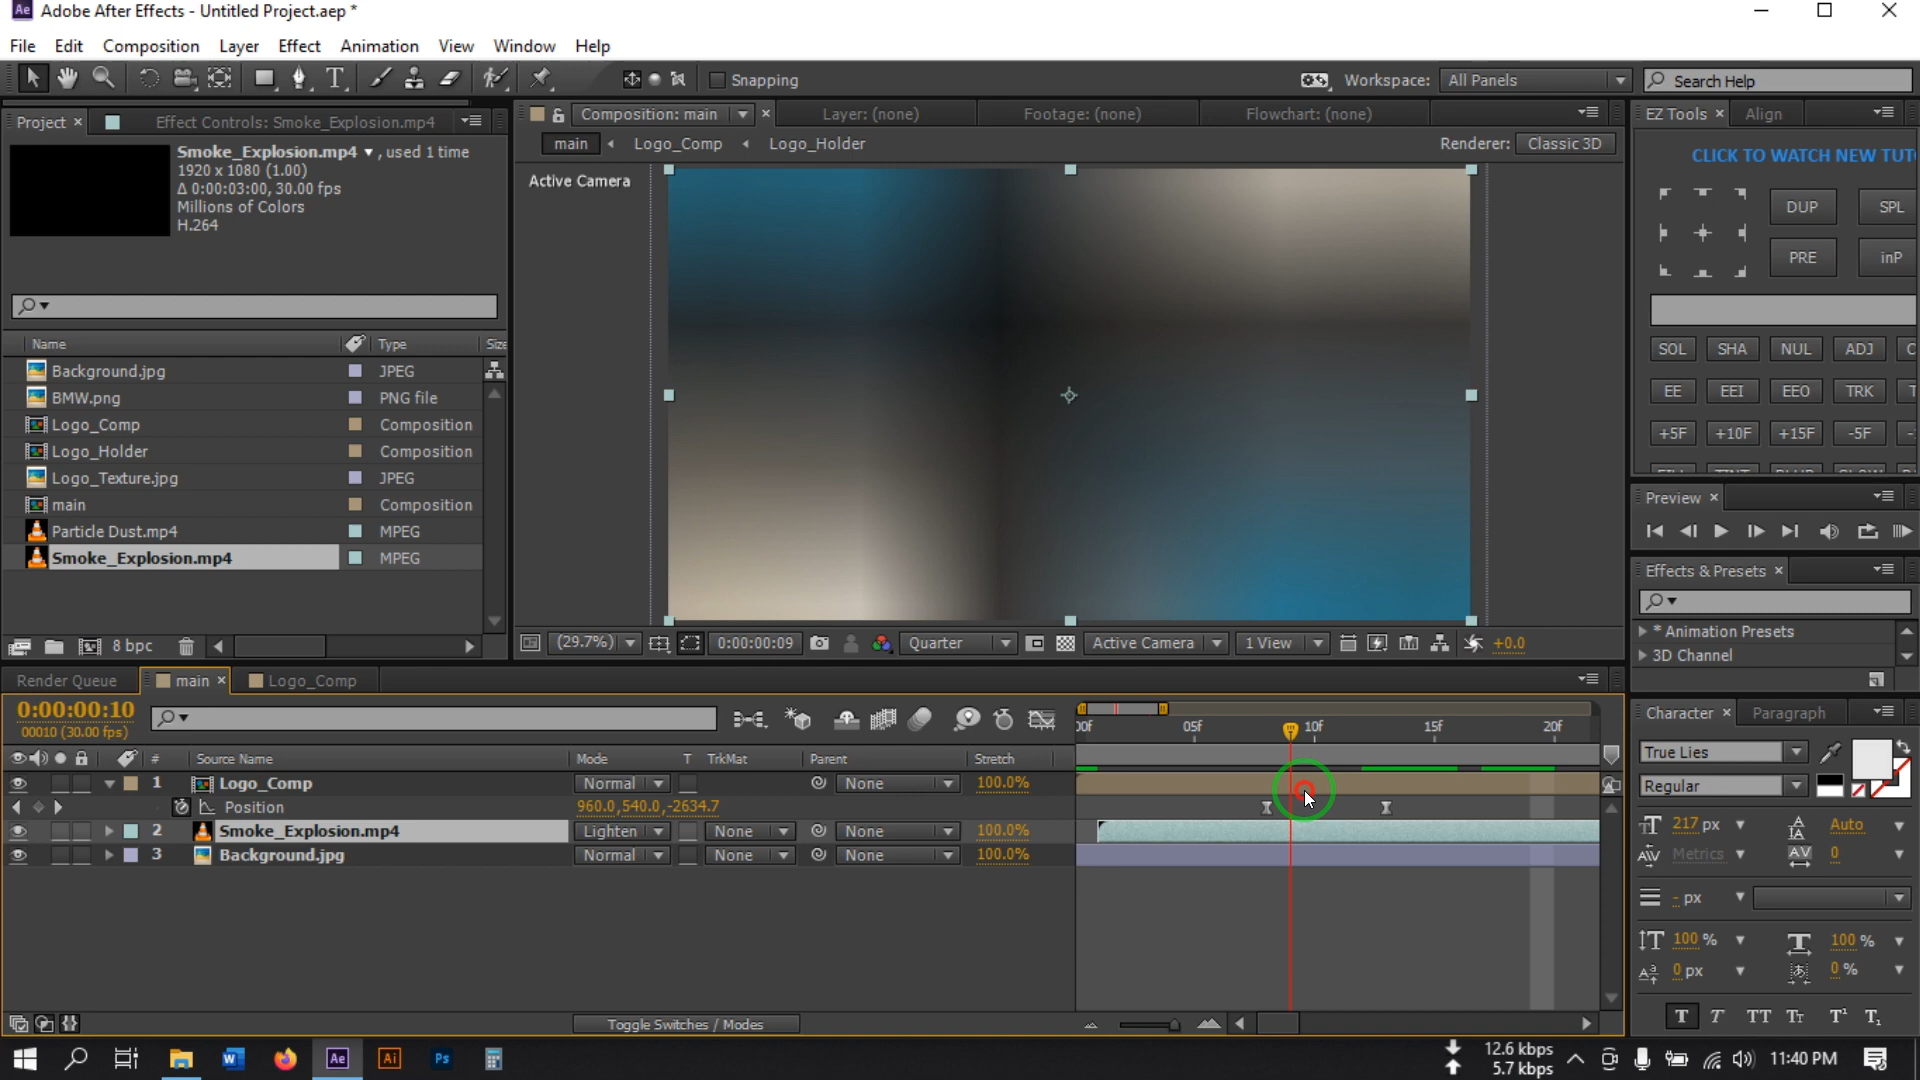 Ae Adobe After Effects - Untitled Project.aep *
File Edit Composition Layer Effect Animation View Window Help
Snapping Workspace: All Panels Search Help
Project × Effect Controls: Smoke_Explosion.mp4
Smoke_Explosion.mp4 ▾ , used 1 time
1920 x 1080 (1.00)
Δ 0:00:03:00, 30.00 fps
Millions of Colors
H.264
Name Type Size
Background.jpg JPEG
BMW.png PNG file
Logo_Comp Composition
Logo_Holder Composition
Logo_Texture.jpg JPEG
main Composition
Particle Dust.mp4 MPEG
Smoke_Explosion.mp4 MPEG
8 bpc
Composition: main × Layer: (none) Footage: (none) Flowchart: (none)
main Logo_Comp Logo_Holder Renderer: Classic 3D
Active Camera
(29.7%) 0:00:00:09 Quarter Active Camera 1 View +0.0
EZ Tools × Align
CLICK TO WATCH NEW TUT
DUP SPL
PRE inP
SOL SHA NUL ADJ C
EE EEI EEO TRK T
+5F +10F +15F -5F -
Preview ×
Effects & Presets ×
* Animation Presets
3D Channel
Render Queue main × Logo_Comp
0:00:00:10
00010 (30.00 fps)
00f 05f 10f 15f 20f
# Source Name Mode T TrkMat Parent Stretch
1 Logo_Comp Normal None 100.0%
Position 960.0,540.0,-2634.7
2 Smoke_Explosion.mp4 Lighten None None 100.0%
3 Background.jpg Normal None None 100.0%
Toggle Switches / Modes
Character × Paragraph
True Lies
Regular
217 px Auto
Metrics 0
- px
100 % 100 %
0 px 0 %
T T TT Tt T¹ T₁
Ae Ai Ps
12.6 kbps
5.7 kbps
11:40 PM